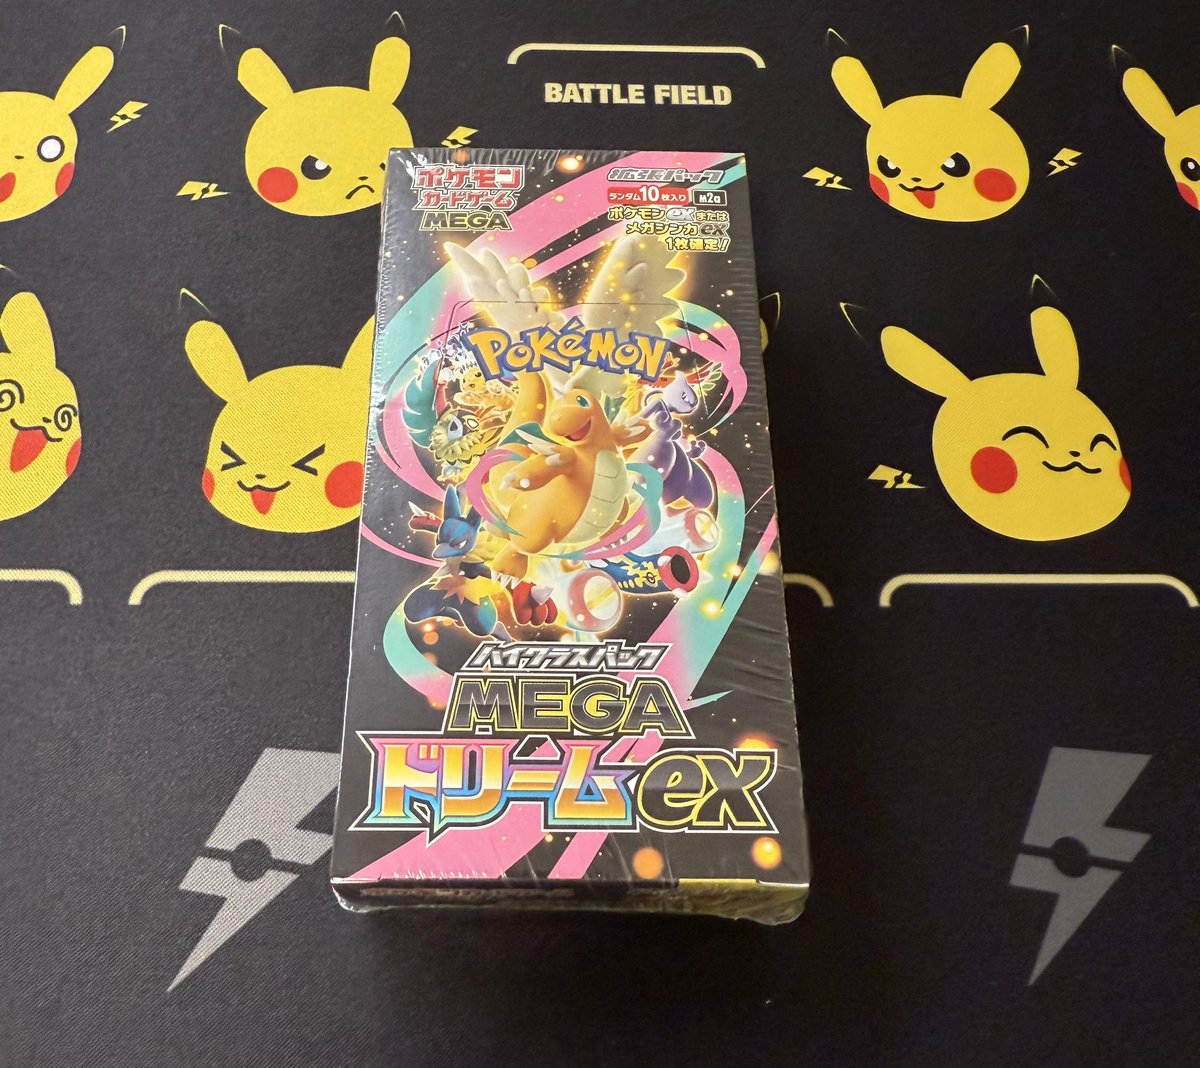 BATTLE FIELD
ポケモン
カードゲーム
MEGA
拡張パック
ランダム10枚入り M2a
ポケモンexまたは
メガシンカex
1枚確定!
POKéMON
ハイクラスパック
MEGA
ドリームex